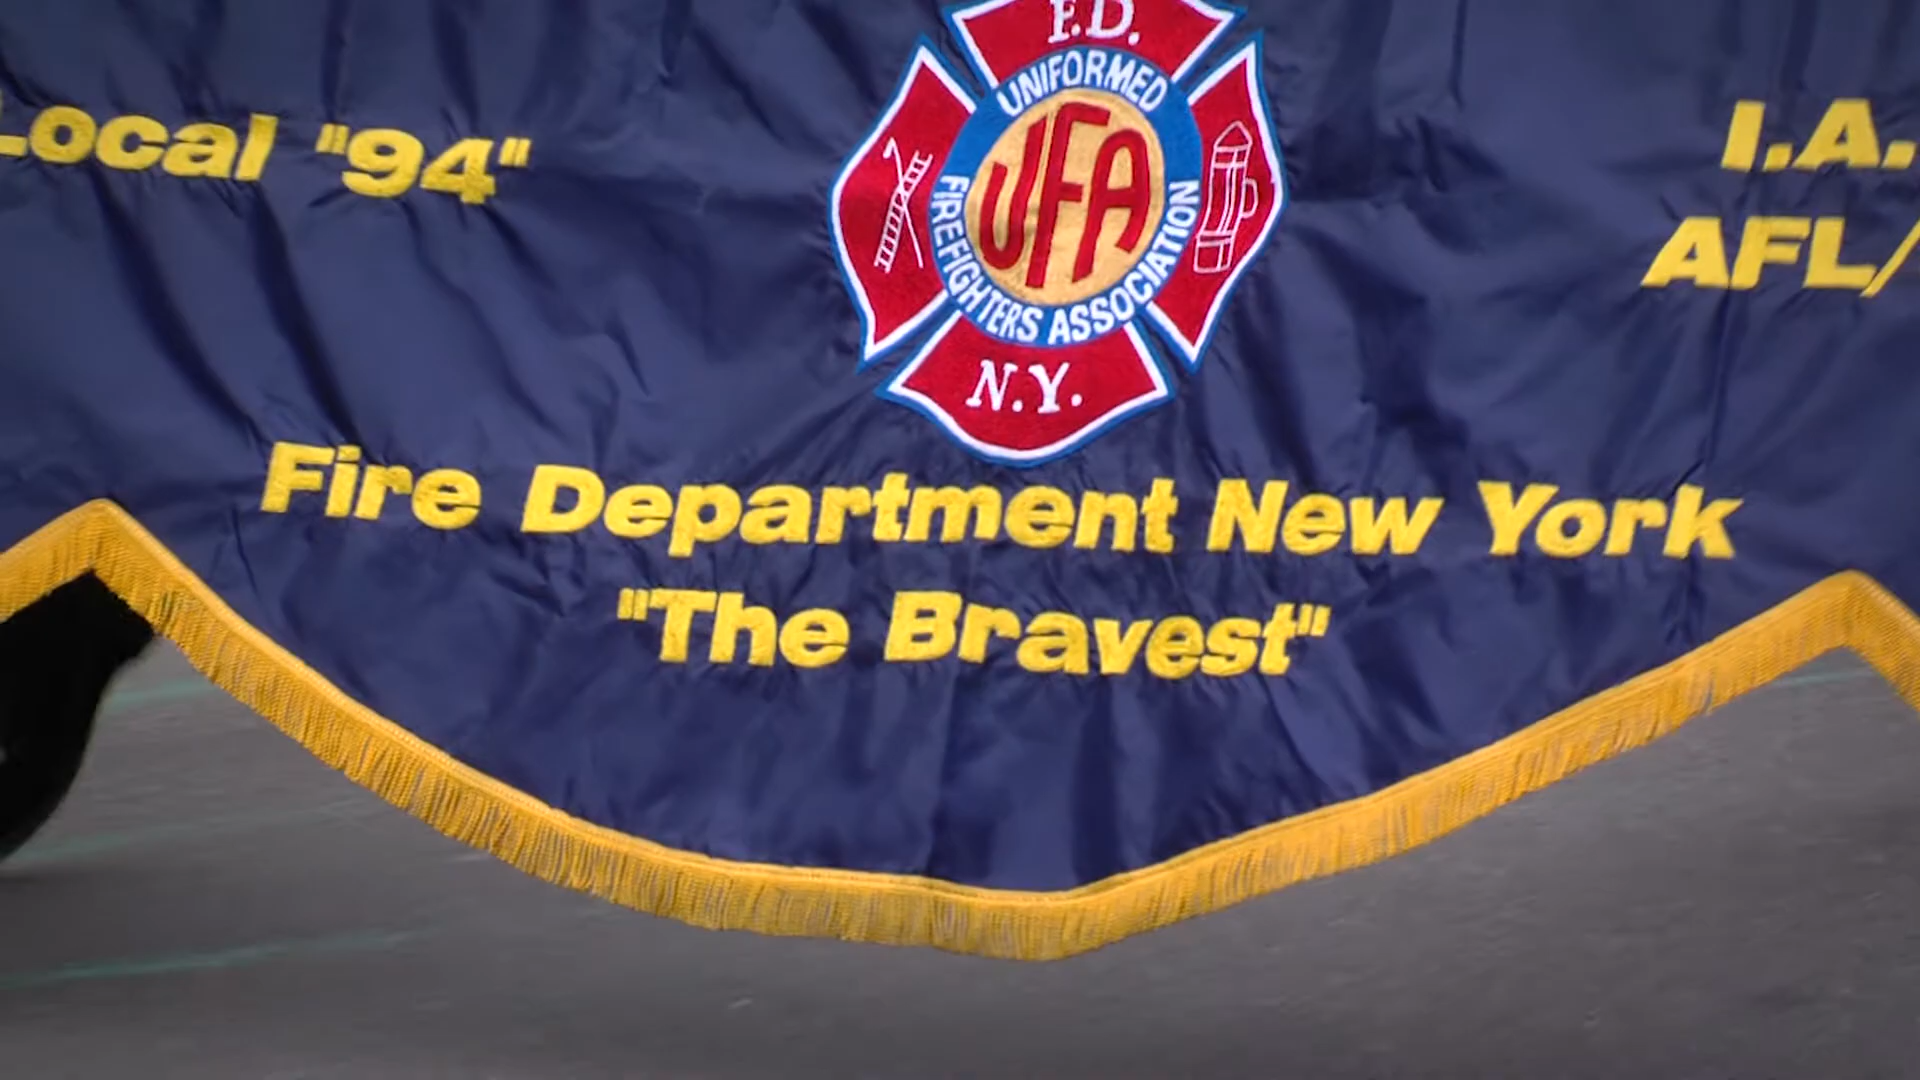 F.D.
UNIFORMED
UFA
FIREFIGHTERS ASSOCIATION
N.Y.
Local "94"
I.A.
AFL/
Fire Department New York
"The Bravest"